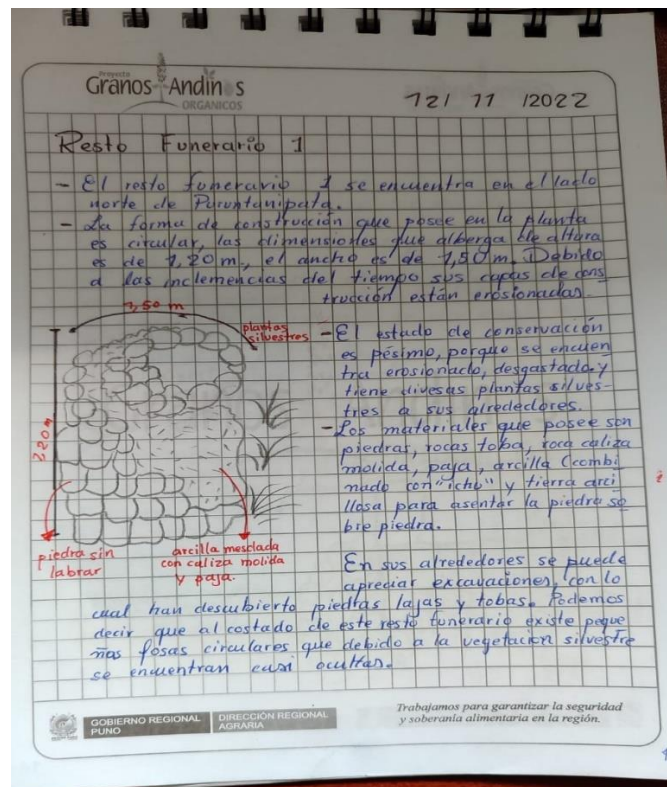 Proyecto
Granos Andin s
ORGANICOS
12/ 11 /2022
Resto Funerario 1
- El resto funerario 1 se encuentra en el lado
norte de Puruntanipata.
- La forma de construcción que posee en la planta
es circular, las dimensiones que alberga de altura
es de 1,20 m., el ancho es de 1,50 m. Debido
a las inclemencias del tiempo sus capas de cons
trucción están erosionadas.
1,50 m
plantas
silvestres
- El estado de conservación
es pésimo, porque se encuen
tra erosionado, desgastado y
tiene divesas plantas silves-
tres a sus alrededores.
- Los materiales que posee son
piedras, rocas toba, roca caliza
molida, paja, arcilla (combi
nado con "ichu") y tierra arci
llosa para asentar la piedra so
bre piedra.
piedra sin
labrar
arcilla mesclada
con caliza molida
y paja.
En sus alrededores se puede
apreciar excavaciones, con lo
cual han descubierto piedras lajas y tobas. Podemos
decir que al costado de este resto funerario existe peque
ñas fosas circulares que debido a la vegetación silvestre
se encuentran casi ocultas.
GOBIERNO REGIONAL
PUNO
DIRECCIÓN REGIONAL
AGRARIA
Trabajamos para garantizar la seguridad
y soberanía alimentaria en la región.